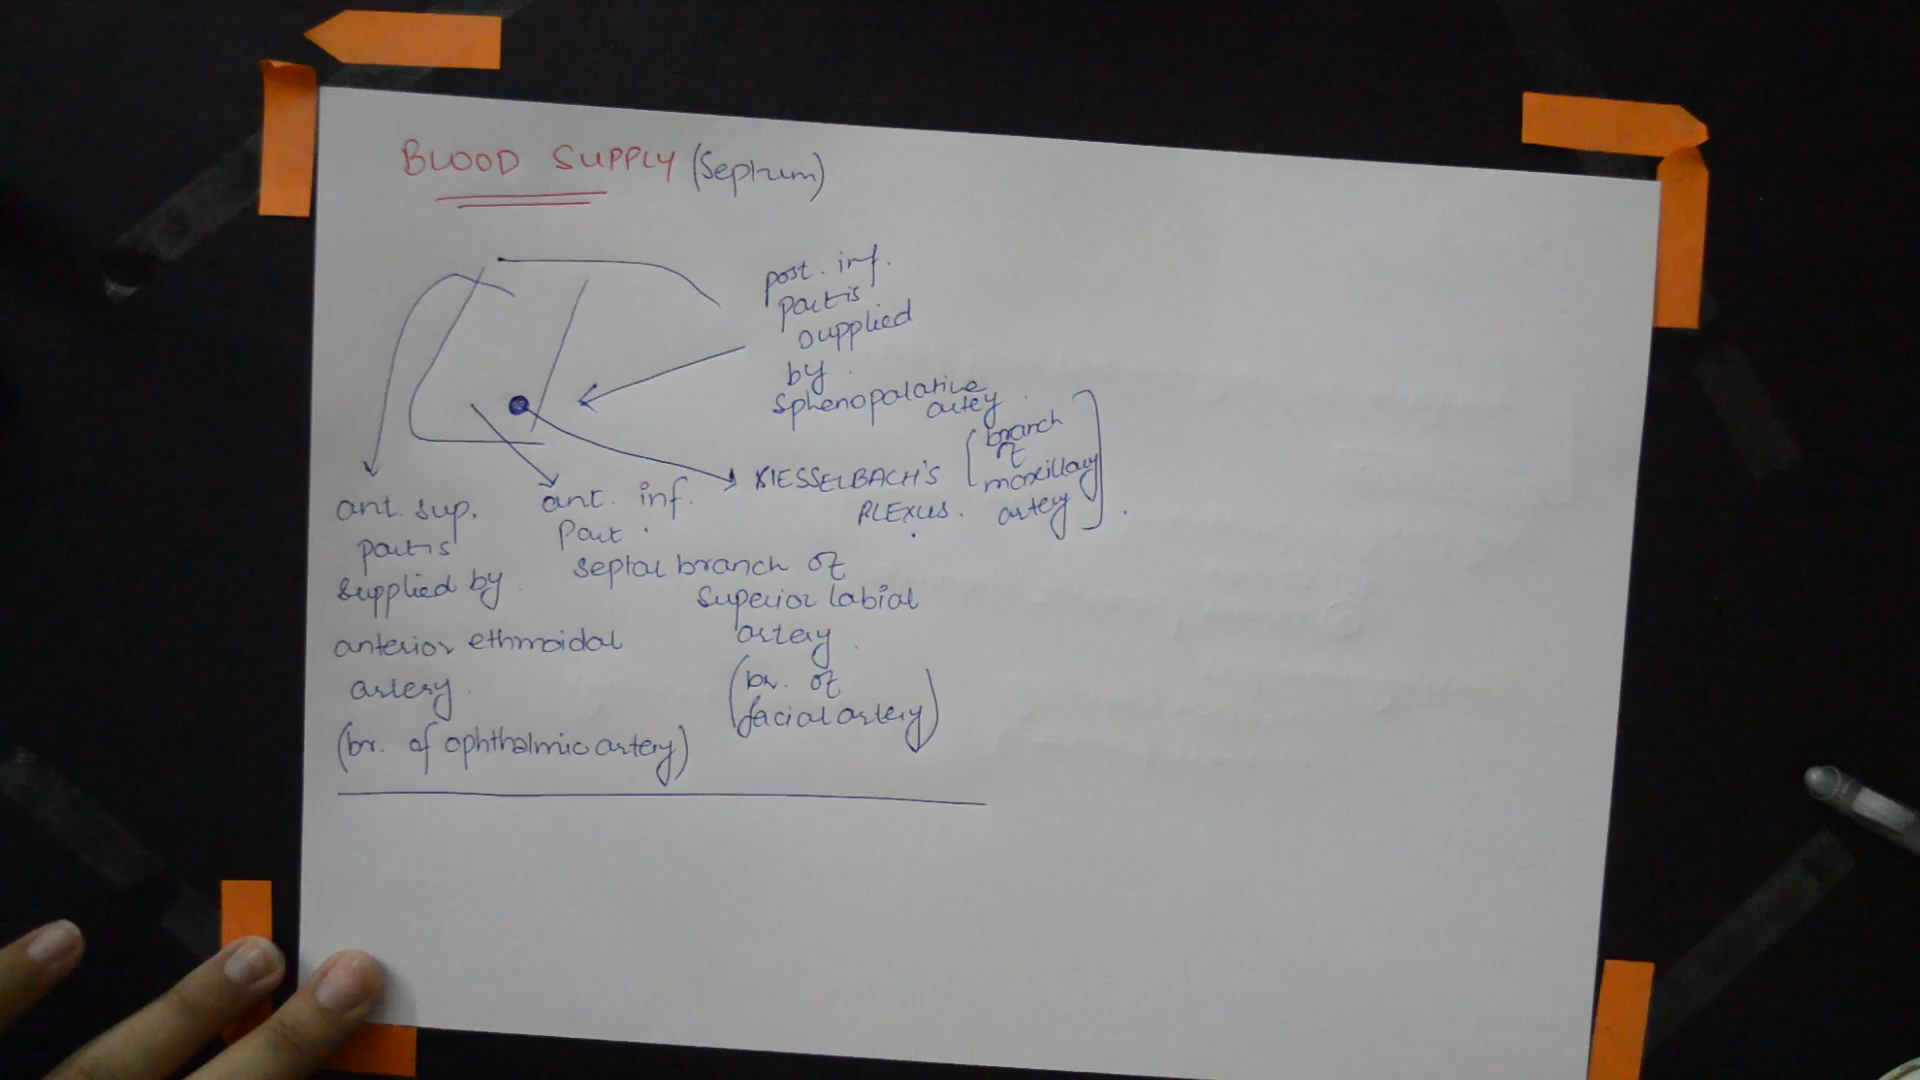 BLOOD SUPPLY (Septum)
post. inf.
part is
supplied
by
sphenopalatine
artey
[branch
of
maxillary
artery]
KIESSELBACH'S
PLEXUS.
ant. sup.
part is
supplied by
anterior ethmoidal
artery.
(br. of ophthalmic artery)
ant. inf.
Part.
septal branch of
superior labial
artery.
(br. of
facial artery)